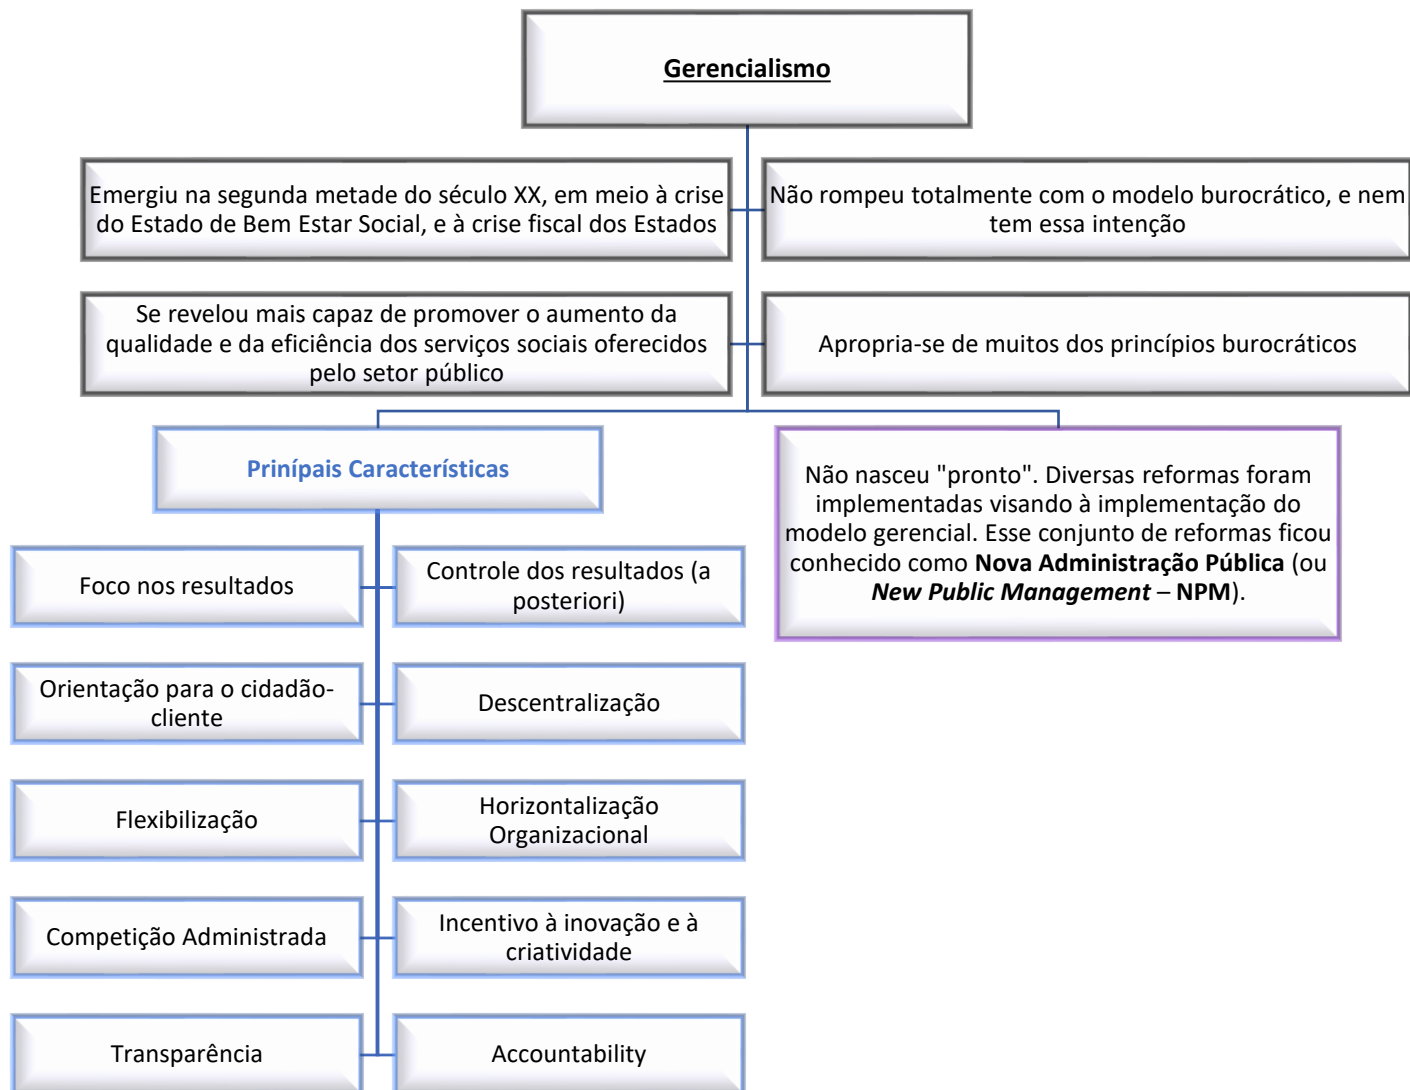 Gerencialismo
Emergiu na segunda metade do século XX, em meio à crise
do Estado de Bem Estar Social, e à crise fiscal dos Estados
Não rompeu totalmente com o modelo burocrático, e nem
tem essa intenção
Se revelou mais capaz de promover o aumento da
qualidade e da eficiência dos serviços sociais oferecidos
pelo setor público
Apropria-se de muitos dos princípios burocráticos
Prinípais Características
Não nasceu "pronto". Diversas reformas foram
implementadas visando à implementação do
modelo gerencial. Esse conjunto de reformas ficou
conhecido como Nova Administração Pública (ou
New Public Management – NPM).
Foco nos resultados
Controle dos resultados (a
posteriori)
Orientação para o cidadão-
cliente
Descentralização
Flexibilização
Horizontalização
Organizacional
Competição Administrada
Incentivo à inovação e à
criatividade
Transparência
Accountability